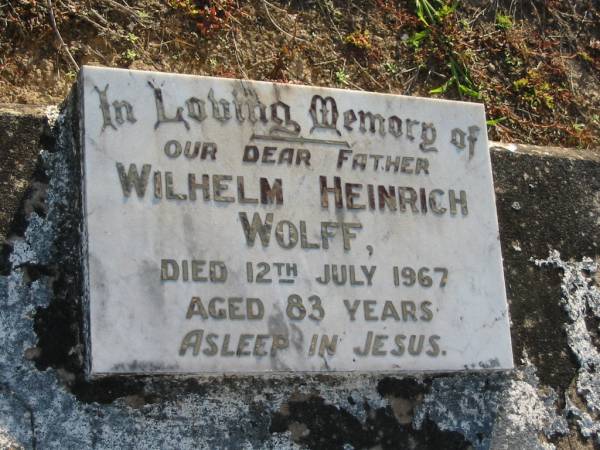 In Loving Memory of
OUR DEAR FATHER
WILHELM HEINRICH
WOLFF,
DIED 12TH JULY 1967
AGED 83 YEARS
ASLEEP IN JESUS.